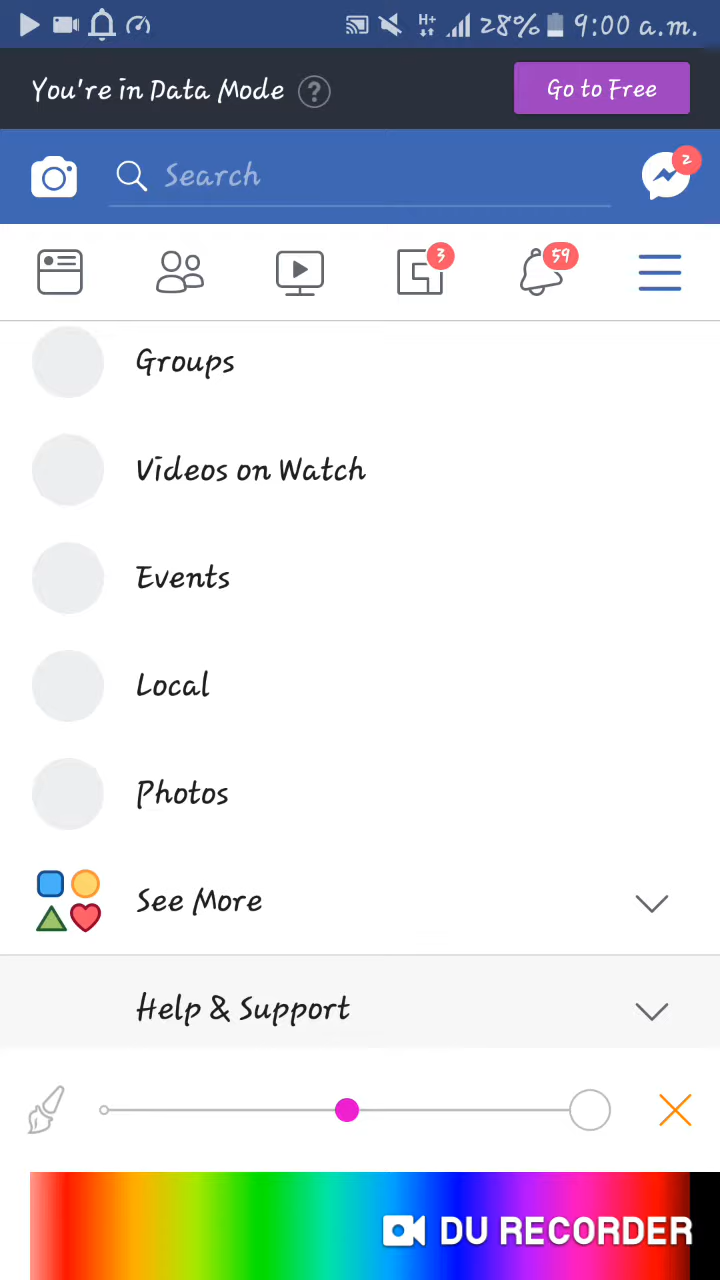 H+ 28% 9:00 a.m.
You're in Data Mode ? Go to Free
Search 2
3 59
Groups
Videos on Watch
Events
Local
Photos
See More
Help & Support
DU RECORDER